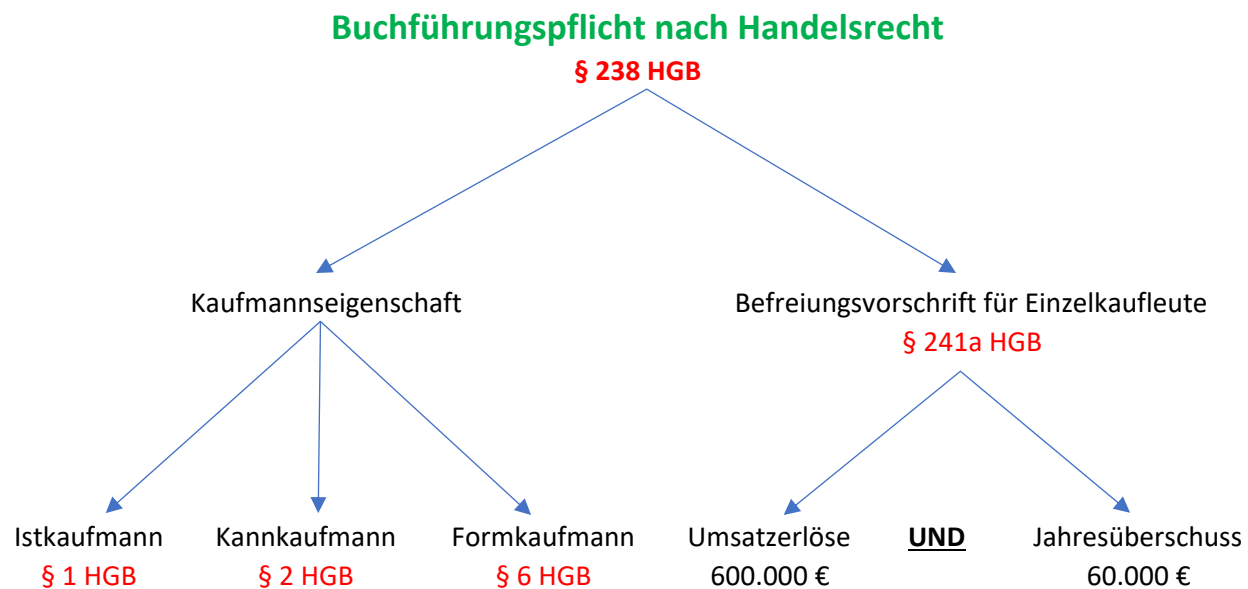 Buchführungspflicht nach Handelsrecht
§ 238 HGB
Kaufmannseigenschaft
Befreiungsvorschrift für Einzelkaufleute
§ 241a HGB
Istkaufmann
§ 1 HGB
Kannkaufmann
§ 2 HGB
Formkaufmann
§ 6 HGB
Umsatzerlöse
600.000 €
UND
Jahresüberschuss
60.000 €